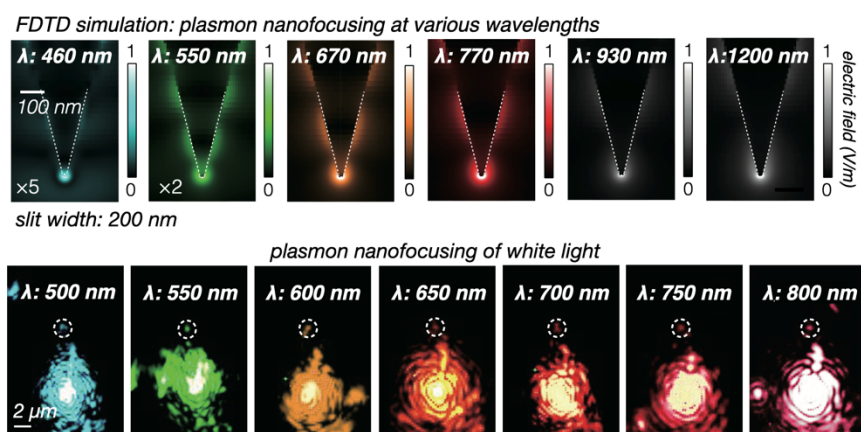 FDTD simulation: plasmon nanofocusing at various wavelengths
λ: 460 nm
1
λ: 550 nm
1
λ: 670 nm
1
λ: 770 nm
1
λ: 930 nm
1
λ:1200 nm
1
100 nm
electric field (V/m)
×5
0
×2
0
0
0
0
0
slit width: 200 nm
plasmon nanofocusing of white light
λ: 500 nm
λ: 550 nm
λ: 600 nm
λ: 650 nm
λ: 700 nm
λ: 750 nm
λ: 800 nm
2 μm